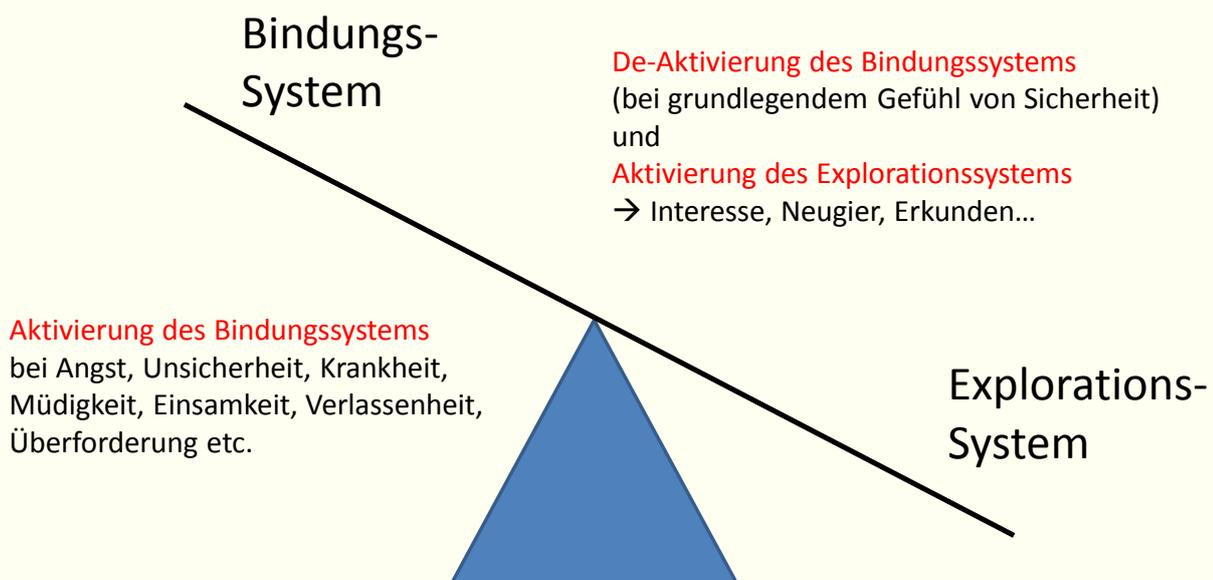 Bindungs-
System
De-Aktivierung des Bindungssystems
(bei grundlegendem Gefühl von Sicherheit)
und
Aktivierung des Explorationssystems
→ Interesse, Neugier, Erkunden…
Aktivierung des Bindungssystems
bei Angst, Unsicherheit, Krankheit,
Müdigkeit, Einsamkeit, Verlassenheit,
Überforderung etc.
Explorations-
System